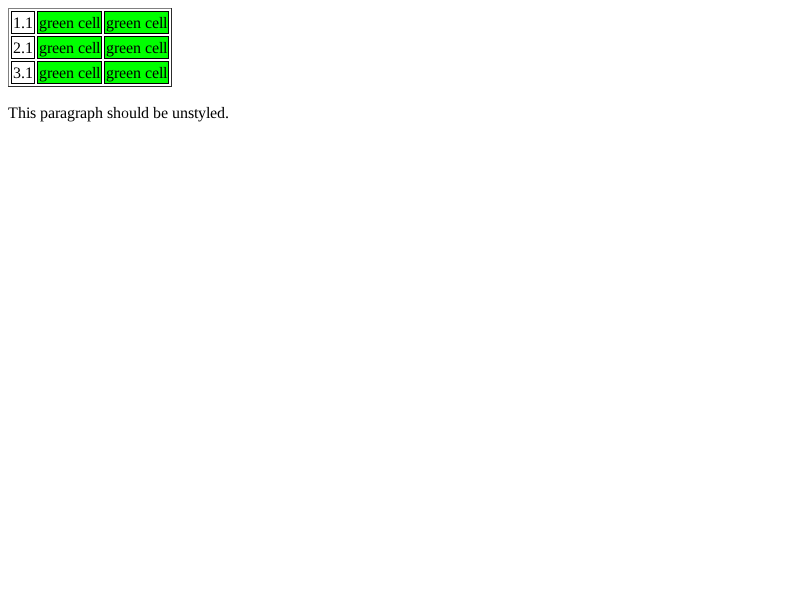 1.1 green cell green cell
2.1 green cell green cell
3.1 green cell green cell
This paragraph should be unstyled.